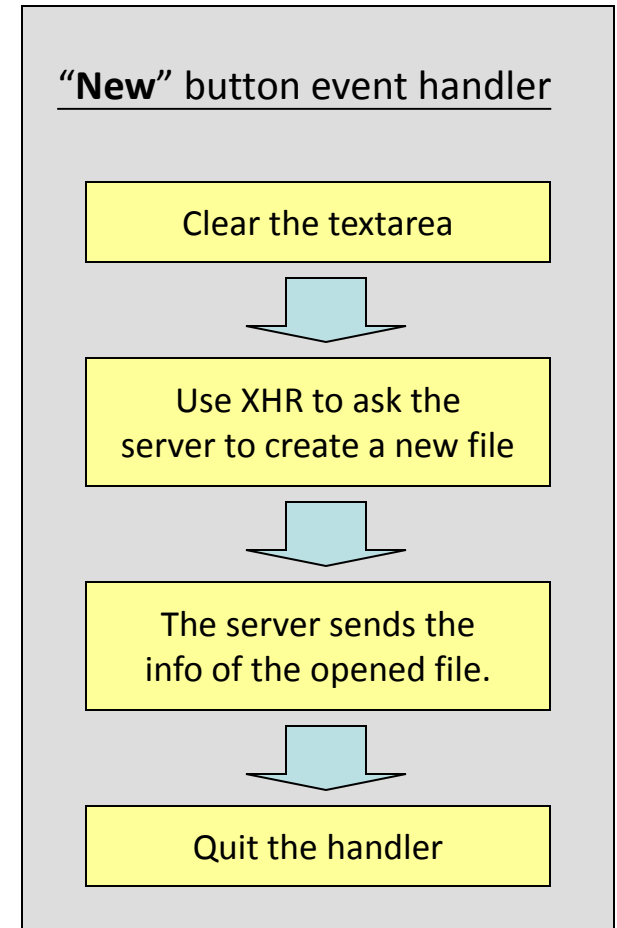 “New” button event handler
Clear the textarea
Use XHR to ask the
server to create a new file
The server sends the
info of the opened file.
Quit the handler